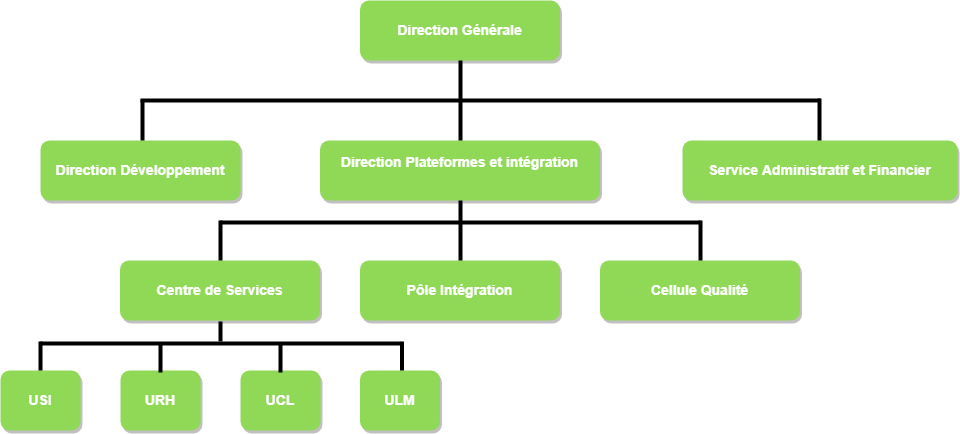 Direction Générale
Direction Développement
Direction Plateformes et intégration
Service Administratif et Financier
Centre de Services
Pôle Intégration
Cellule Qualité
USI
URH
UCL
ULM